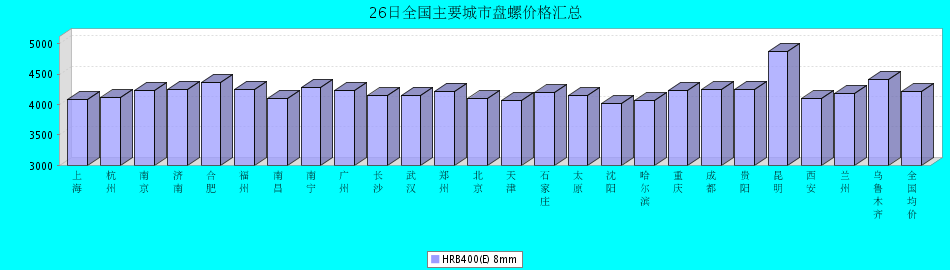 26日全国主要城市盘螺价格汇总
5000
4500
4000
3500
3000
上海
杭州
南京
济南
合肥
福州
南昌
南宁
广州
长沙
武汉
郑州
北京
天津
石家庄
太原
沈阳
哈尔滨
重庆
成都
贵阳
昆明
西安
兰州
乌鲁木齐
全国均价
HRB400(E) 8mm